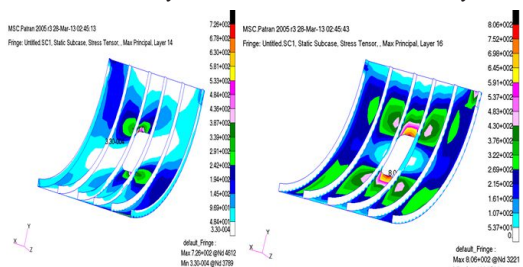 MSC.Patran 2005 r3 28-Mar-13 02:45:13
Fringe: Untitled.SC1, Static Subcase, Stress Tensor, , Max Principal, Layer 14
7.26+002
6.78+002
6.29+002
5.81+002
5.33+002
4.84+002
4.36+002
3.87+002
3.39+002
2.90+002
2.42+002
1.94+002
1.45+002
9.69+001
4.84+001
3.30-004
default_Fringe :
Max 7.26+002 @Nd 4612
Min 3.30-004 @Nd 3789
Y
X
Z
MSC.Patran 2005 r3 28-Mar-13 02:45:43
Fringe: Untitled.SC1, Static Subcase, Stress Tensor, , Max Principal, Layer 16
8.06+002
7.52+002
6.98+002
6.45+002
5.91+002
5.37+002
4.83+002
4.30+002
3.76+002
3.22+002
2.69+002
2.15+002
1.61+002
1.07+002
5.37+001
0.
default_Fringe :
Max 8.06+002 @Nd 3221
Y
X
Z